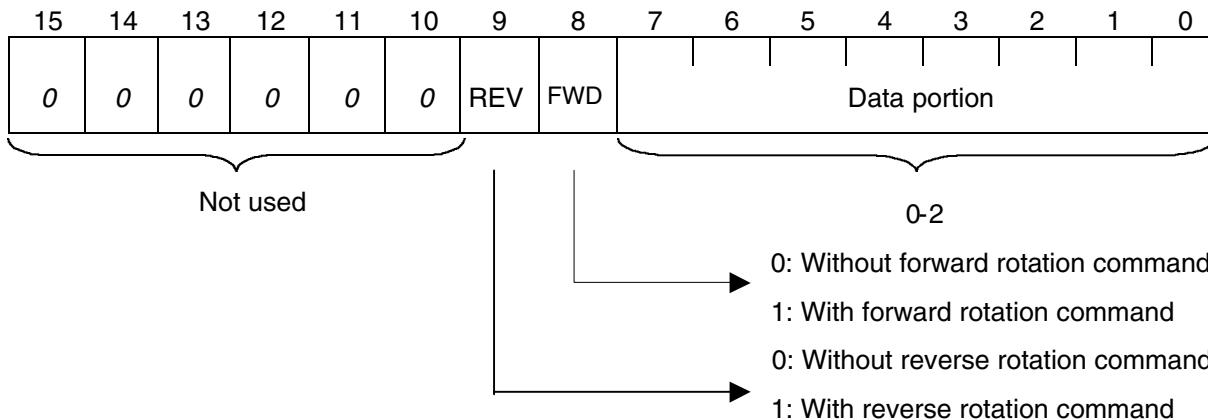 15 14 13 12 11 10 9 8 7 6 5 4 3 2 1 0
0 0 0 0 0 0 REV FWD Data portion
Not used
0-2
0: Without forward rotation command
1: With forward rotation command
0: Without reverse rotation command
1: With reverse rotation command